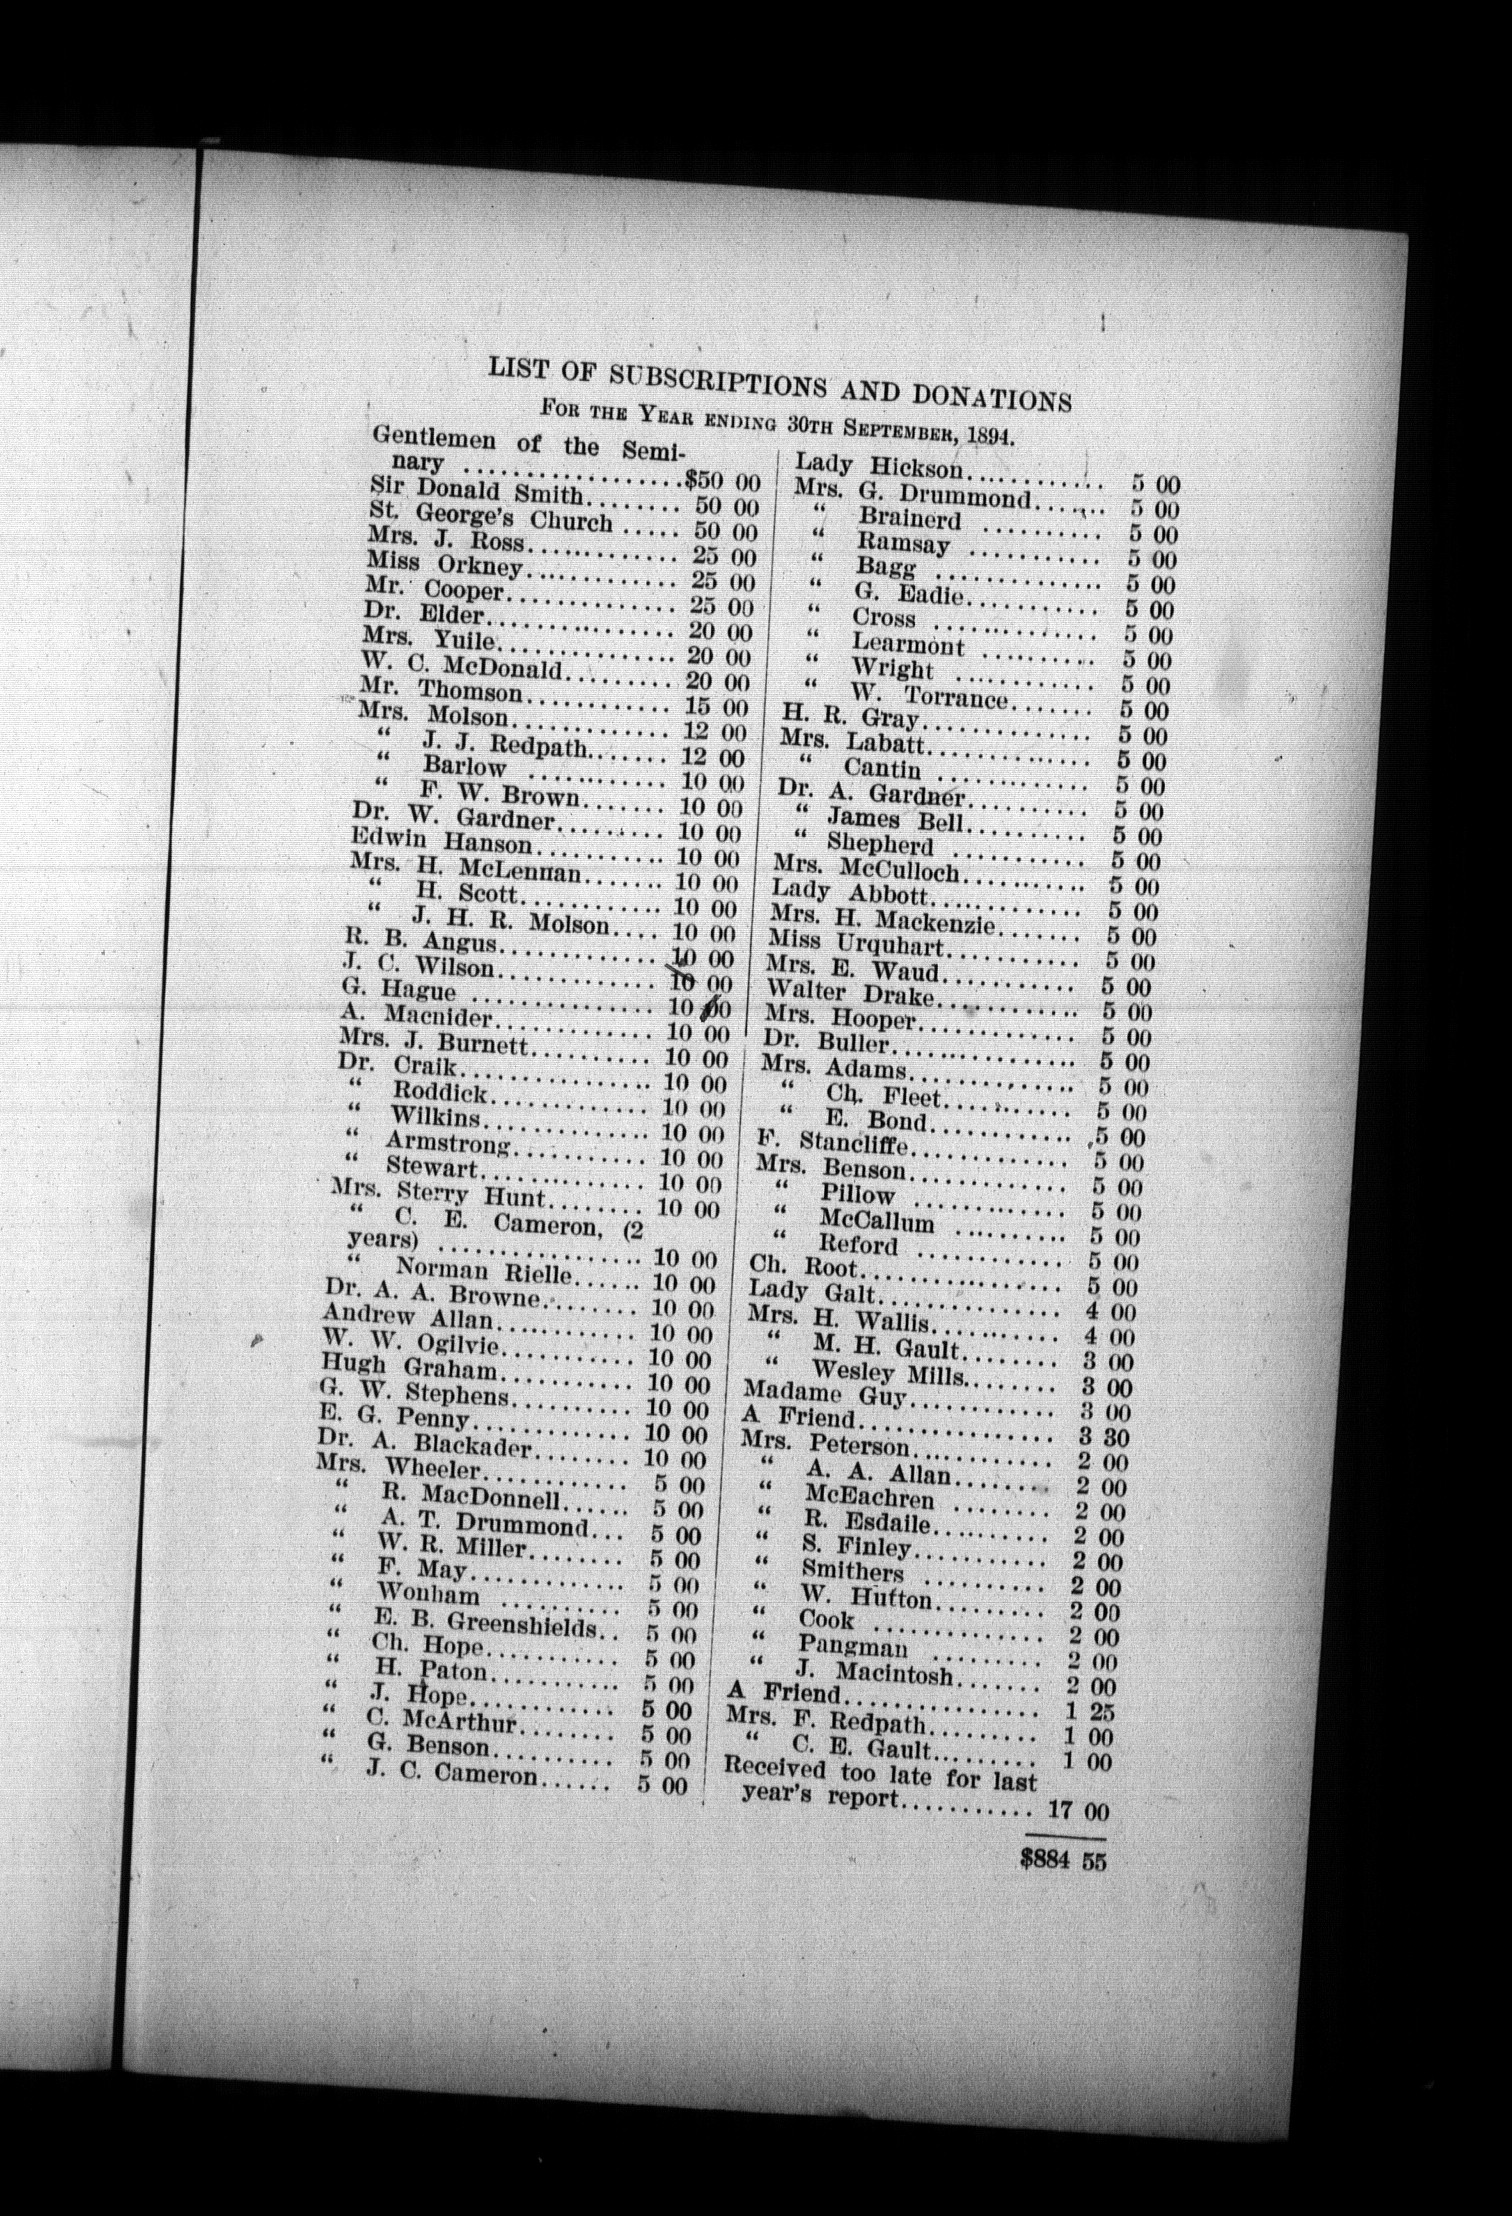 LIST OF SUBSCRIPTIONS AND DONATIONS
FOR THE YEAR ENDING 30TH SEPTEMBER, 1894.
Gentlemen of the Semi-
nary ..................$50 00
Sir Donald Smith........ 50 00
St. George's Church ..... 50 00
Mrs. J. Ross............. 25 00
Miss Orkney............. 25 00
Mr. Cooper.............. 25 00
Dr. Elder................ 20 00
Mrs. Yuile............... 20 00
W. C. McDonald......... 20 00
Mr. Thomson............ 15 00
Mrs. Molson............. 12 00
“ J. J. Redpath....... 12 00
“ Barlow ........... 10 00
“ F. W. Brown....... 10 00
Dr. W. Gardner......... 10 00
Edwin Hanson........... 10 00
Mrs. H. McLennan....... 10 00
“ H. Scott............ 10 00
“ J. H. R. Molson.... 10 00
R. B. Angus............. 10 00
J. C. Wilson............. 10 00
G. Hague ............... 10 00
A. Macnider............. 10 00
Mrs. J. Burnett.......... 10 00
Dr. Craik................ 10 00
“ Roddick............. 10 00
“ Wilkins.............. 10 00
“ Armstrong........... 10 00
“ Stewart.............. 10 00
Mrs. Sterry Hunt........ 10 00
“ C. E. Cameron, (2
years) ................. 10 00
“ Norman Rielle...... 10 00
Dr. A. A. Browne........ 10 00
Andrew Allan............ 10 00
W. W. Ogilvie........... 10 00
Hugh Graham........... 10 00
G. W. Stephens.......... 10 00
E. G. Penny............. 10 00
Dr. A. Blackader........ 10 00
Mrs. Wheeler............ 5 00
“ R. MacDonnell...... 5 00
“ A. T. Drummond... 5 00
“ W. R. Miller........ 5 00
“ F. May............. 5 00
“ Wonham .......... 5 00
“ E. B. Greenshields.. 5 00
“ Ch. Hope........... 5 00
“ H. Paton........... 5 00
“ J. Hope............ 5 00
“ C. McArthur........ 5 00
“ G. Benson.......... 5 00
“ J. C. Cameron...... 5 00
Lady Hickson............ 5 00
Mrs. G. Drummond....... 5 00
“ Brainerd .......... 5 00
“ Ramsay ........... 5 00
“ Bagg .............. 5 00
“ G. Eadie........... 5 00
“ Cross ............. 5 00
“ Learmont .......... 5 00
“ Wright ............ 5 00
“ W. Torrance....... 5 00
H. R. Gray.............. 5 00
Mrs. Labatt.............. 5 00
“ Cantin ............ 5 00
Dr. A. Gardner.......... 5 00
“ James Bell.......... 5 00
“ Shepherd ........... 5 00
Mrs. McCulloch........... 5 00
Lady Abbott............. 5 00
Mrs. H. Mackenzie....... 5 00
Miss Urquhart........... 5 00
Mrs. E. Waud........... 5 00
Walter Drake............ 5 00
Mrs. Hooper............. 5 00
Dr. Buller............... 5 00
Mrs. Adams.............. 5 00
“ Ch. Fleet........... 5 00
“ E. Bond............ 5 00
F. Stancliffe............. 5 00
Mrs. Benson............. 5 00
“ Pillow ............. 5 00
“ McCallum .......... 5 00
“ Reford ............ 5 00
Ch. Root................ 5 00
Lady Galt............... 4 00
Mrs. H. Wallis........... 4 00
“ M. H. Gault........ 3 00
“ Wesley Mills........ 3 00
Madame Guy............ 3 00
A Friend................ 3 30
Mrs. Peterson............ 2 00
“ A. A. Allan........ 2 00
“ McEachren ........ 2 00
“ R. Esdaile.......... 2 00
“ S. Finley........... 2 00
“ Smithers .......... 2 00
“ W. Hutton......... 2 00
“ Cook .............. 2 00
“ Pangman ......... 2 00
“ J. Macintosh....... 2 00
A Friend................ 1 25
Mrs. F. Redpath......... 1 00
“ C. E. Gault......... 1 00
Received too late for last
year's report........... 17 00
$884 55